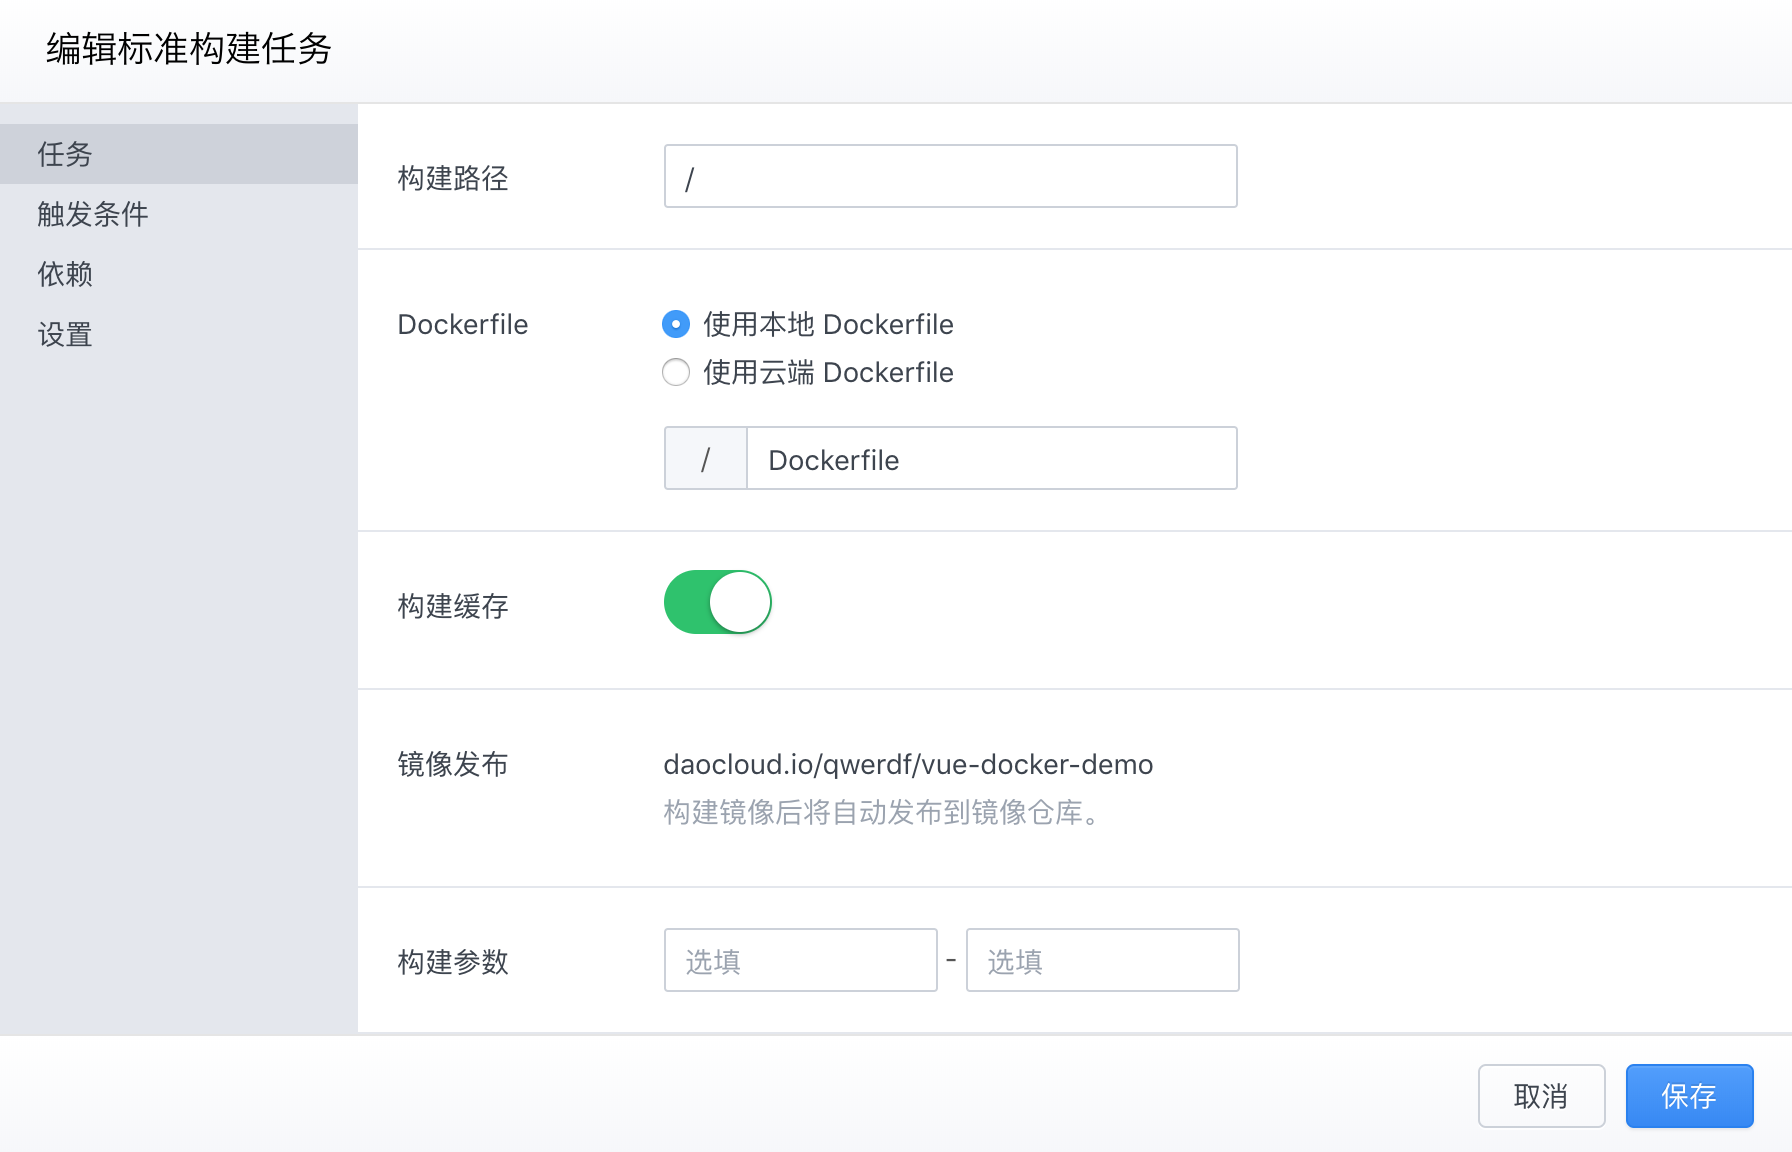 编辑标准构建任务
任务
触发条件
依赖
设置
构建路径
/
Dockerfile
使用本地 Dockerfile
使用云端 Dockerfile
/ Dockerfile
构建缓存
镜像发布
daocloud.io/qwerdf/vue-docker-demo
构建镜像后将自动发布到镜像仓库。
构建参数
选填 - 选填
取消 保存